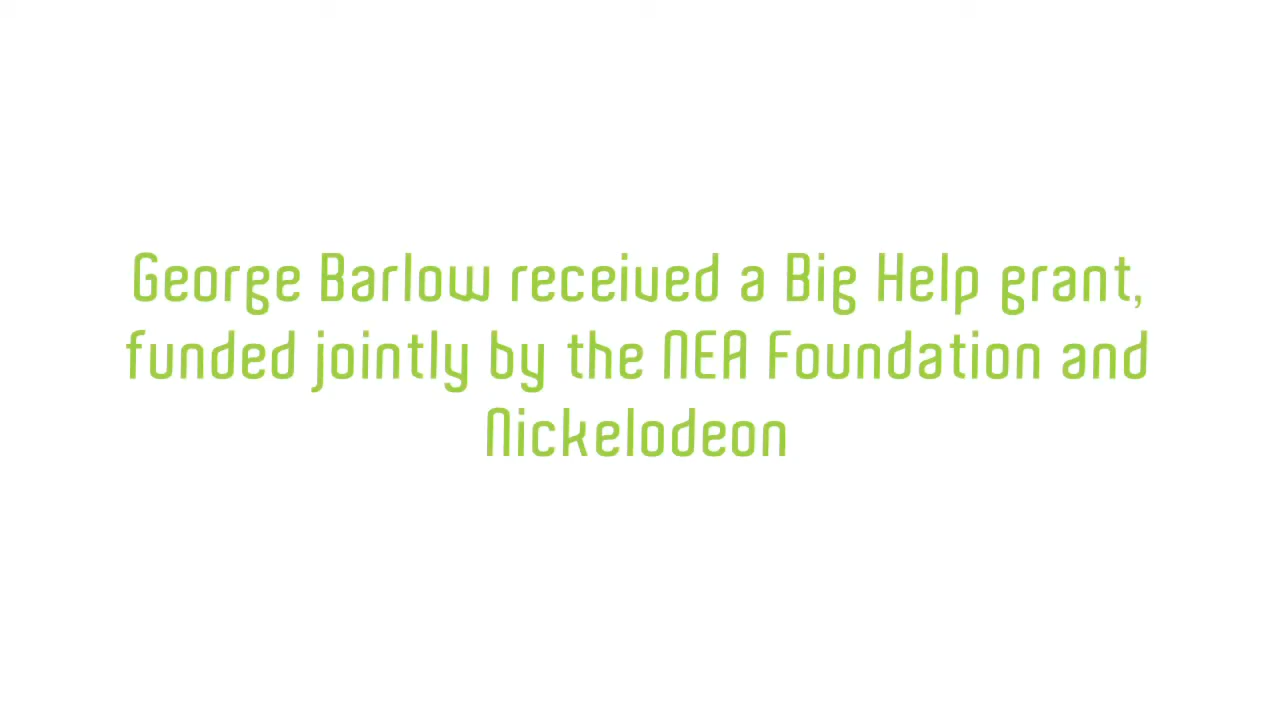 George Barlow received a Big Help grant,
funded jointly by the NEA Foundation and
Nickelodeon